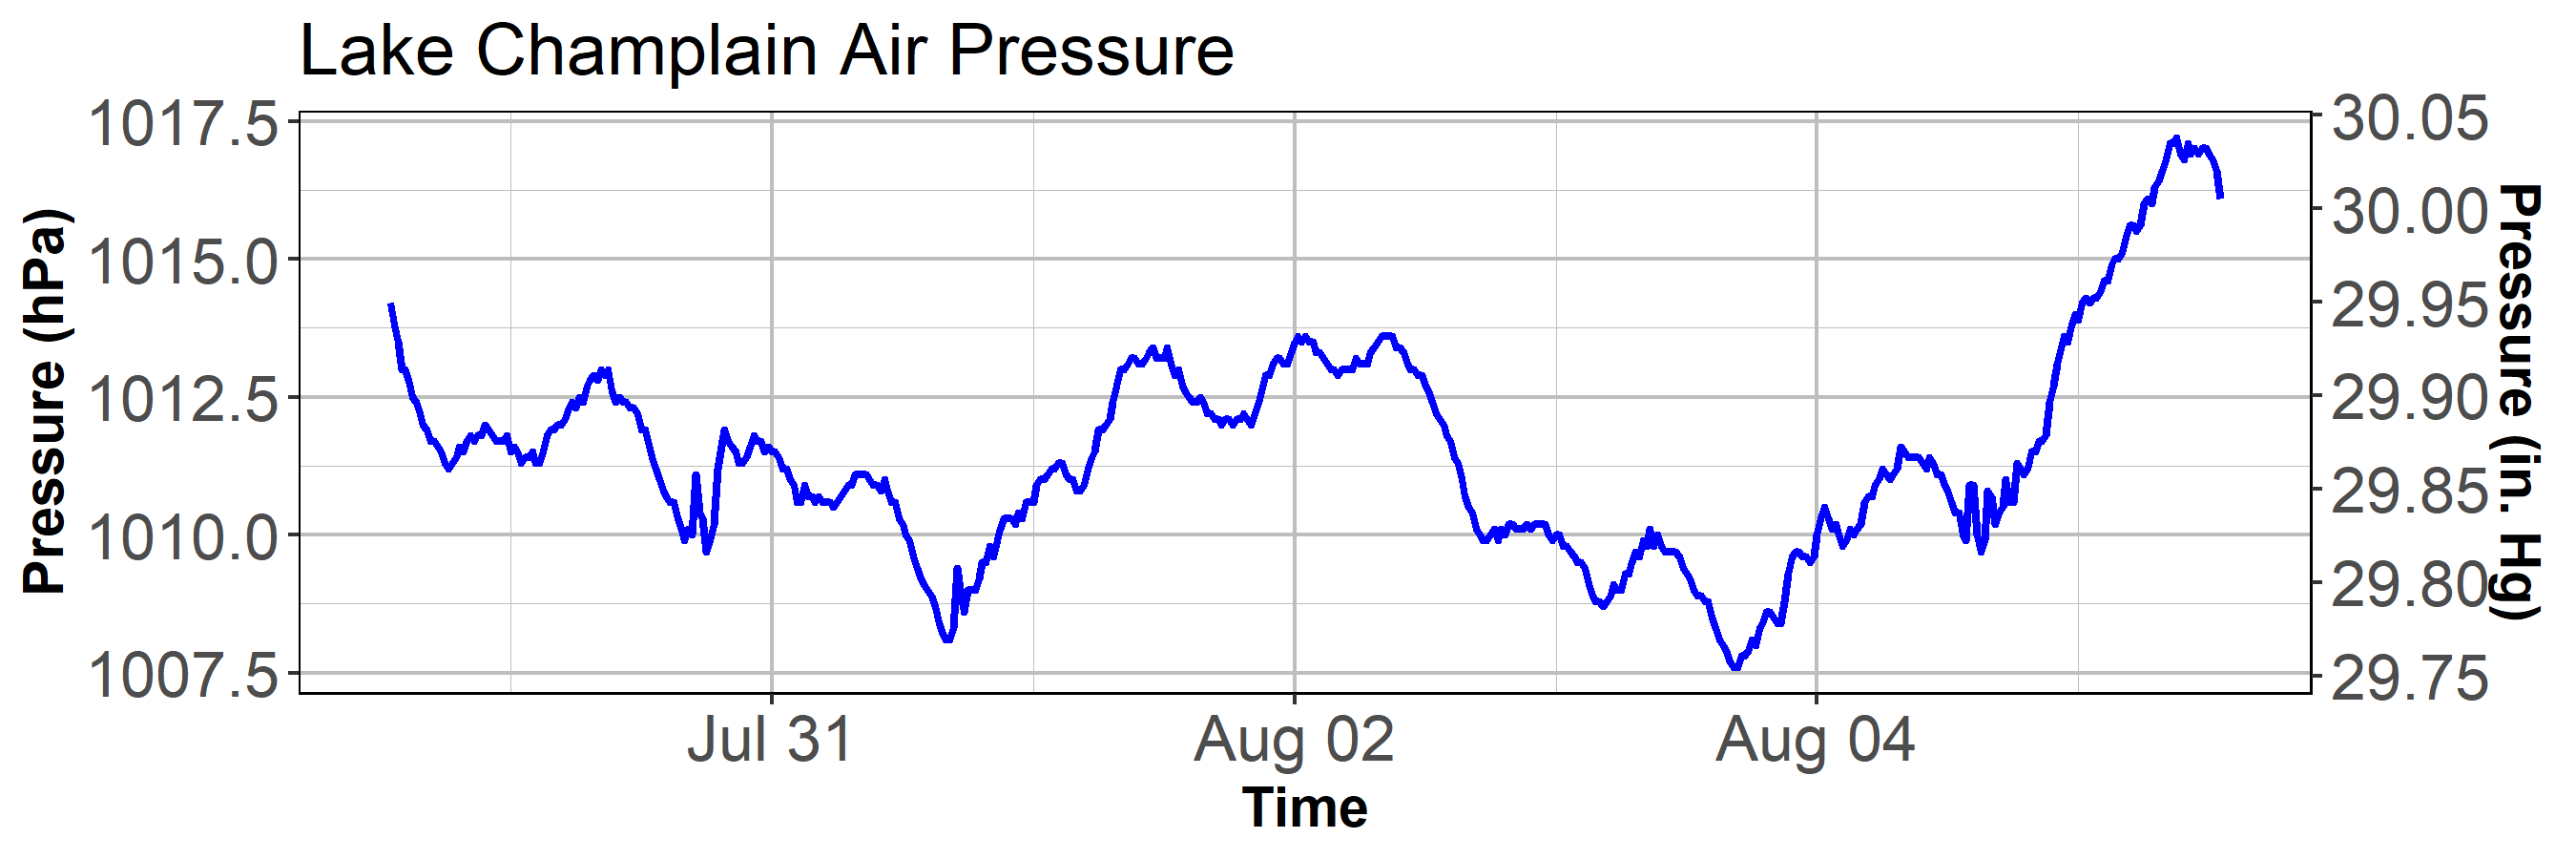 Lake Champlain Air Pressure
1017.5
1015.0
1012.5
1010.0
1007.5
Pressure (hPa)
30.05
30.00
29.95
29.90
29.85
29.80
29.75
Pressure (in. Hg)
Jul 31
Aug 02
Aug 04
Time